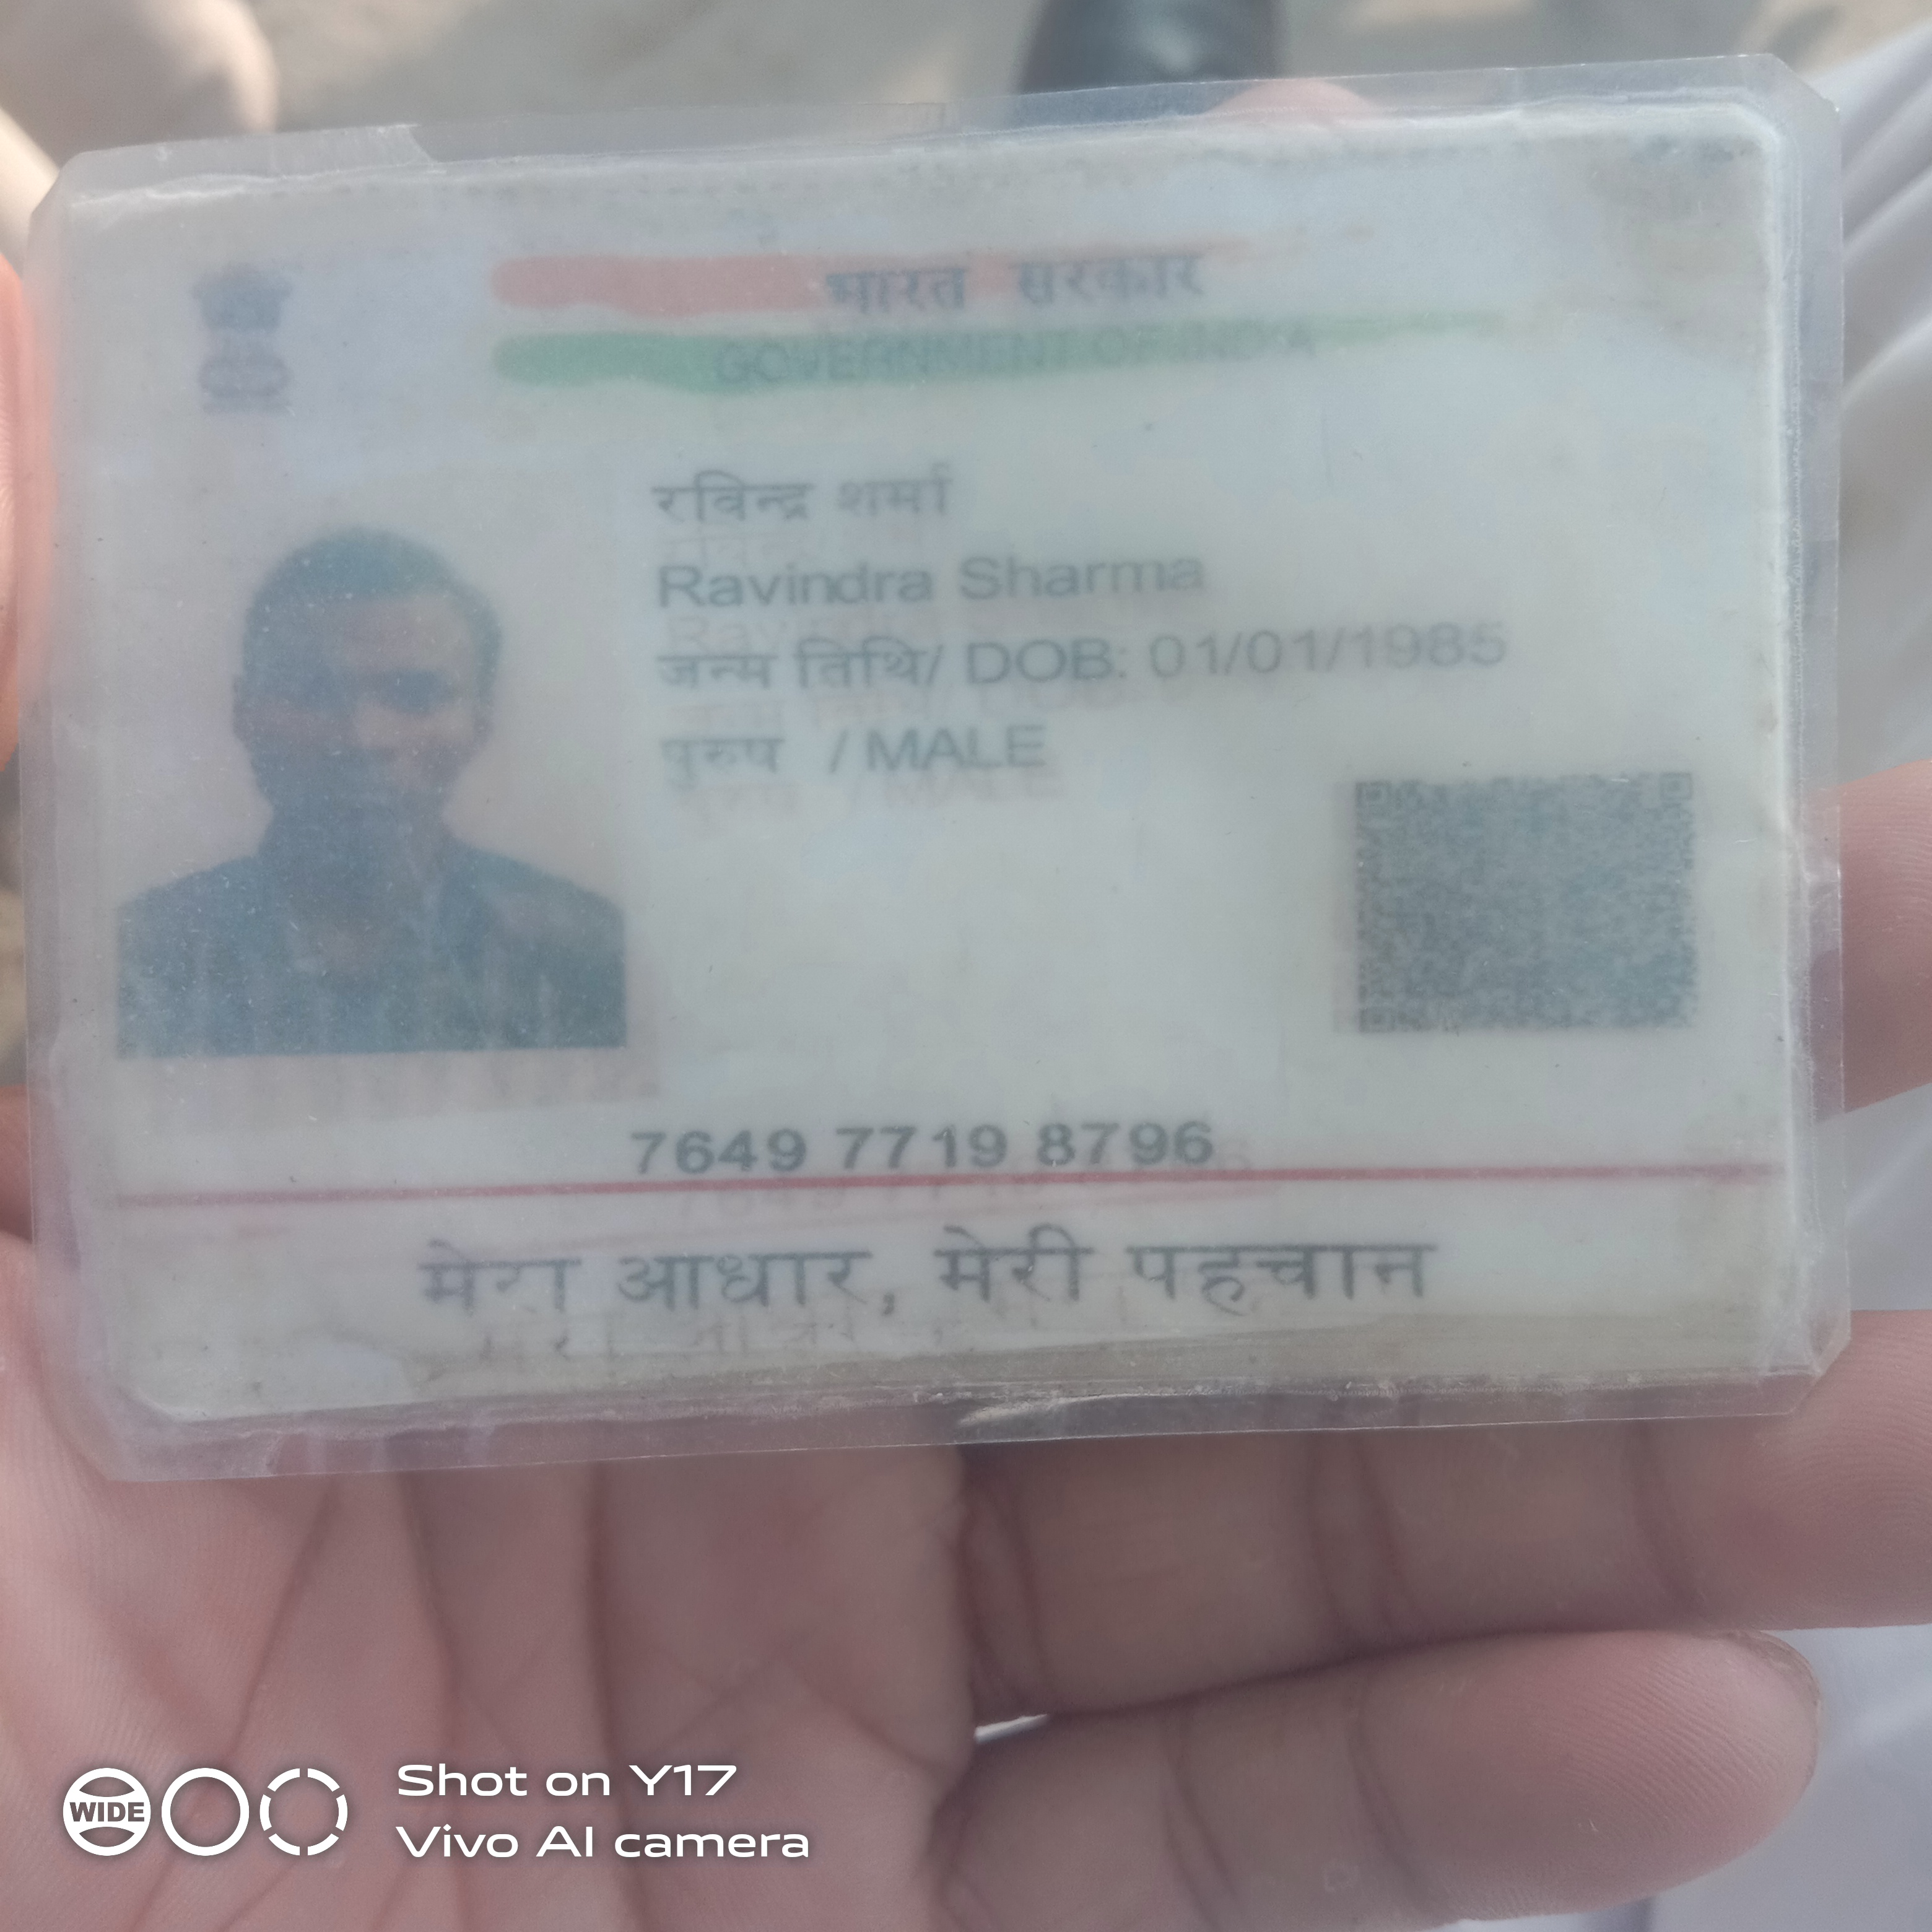 भारत सरकार
GOVERNMENT OF INDIA
रविन्द्र शर्मा
Ravindra Sharma
जन्म तिथि/ DOB: 01/01/1985
पुरुष / MALE
7649 7719 8796
मेरा आधार, मेरी पहचान
WIDE
Shot on Y17
Vivo AI camera